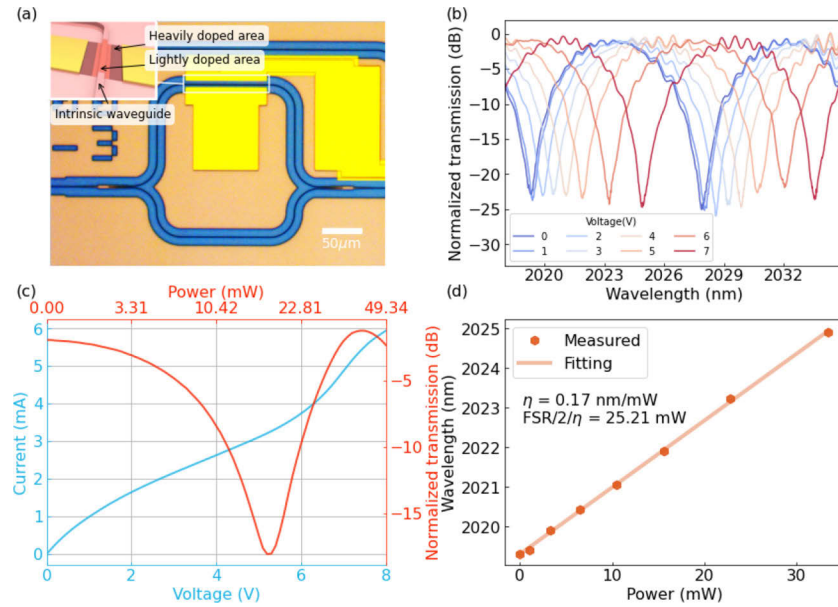 (a)
Heavily doped area
Lightly doped area
Intrinsic waveguide
50μm
(b)
Normalized transmission (dB)
0
−5
−10
−15
−20
−25
−30
Voltage(V)
0 2 4 6
1 3 5 7
2020 2023 2026 2029 2032
Wavelength (nm)
(c)
Power (mW)
0.00 3.31 10.42 22.81 49.34
Current (mA)
6
5
4
3
2
1
0
Normalized transmission (dB)
−5
−10
−15
0 2 4 6 8
Voltage (V)
(d)
Wavelength (nm)
2025
2024
2023
2022
2021
2020
Measured
Fitting
η = 0.17 nm/mW
FSR/2/η = 25.21 mW
0 10 20 30
Power (mW)